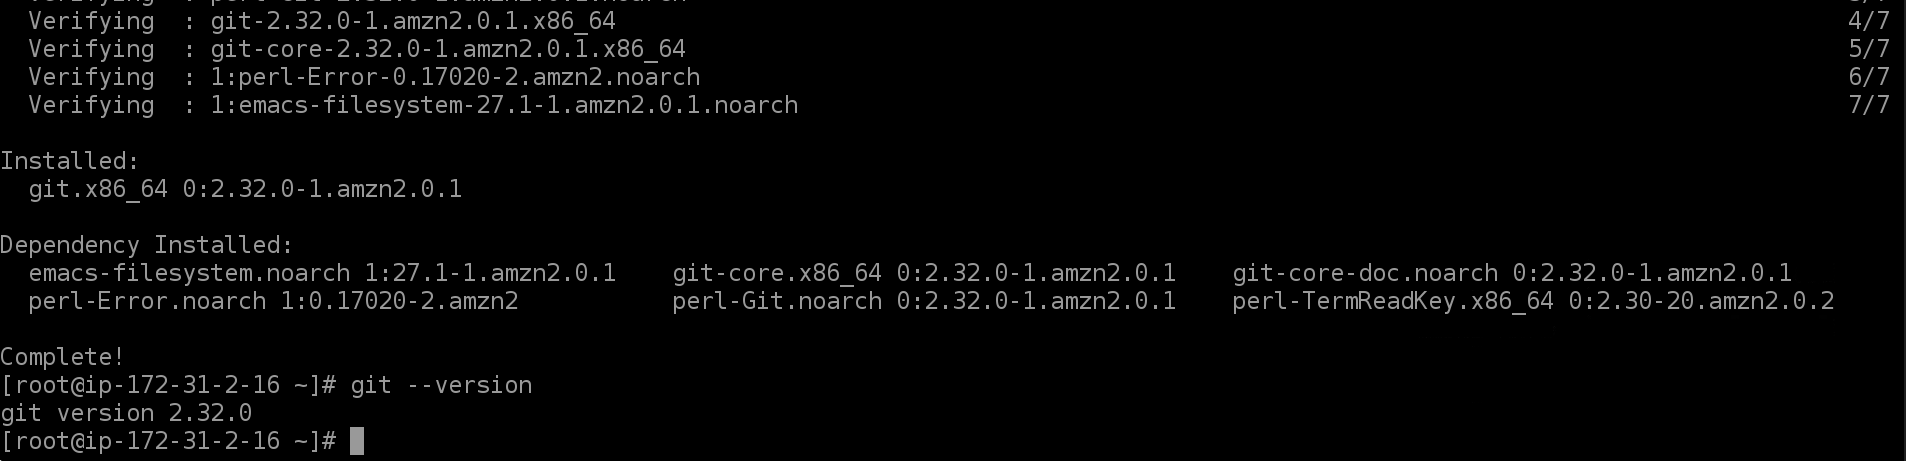 Verifying  : git-2.32.0-1.amzn2.0.1.x86_64 4/7
Verifying  : git-core-2.32.0-1.amzn2.0.1.x86_64 5/7
Verifying  : 1:perl-Error-0.17020-2.amzn2.noarch 6/7
Verifying  : 1:emacs-filesystem-27.1-1.amzn2.0.1.noarch 7/7
Installed:
git.x86_64 0:2.32.0-1.amzn2.0.1
Dependency Installed:
emacs-filesystem.noarch 1:27.1-1.amzn2.0.1    git-core.x86_64 0:2.32.0-1.amzn2.0.1    git-core-doc.noarch 0:2.32.0-1.amzn2.0.1
perl-Error.noarch 1:0.17020-2.amzn2    perl-Git.noarch 0:2.32.0-1.amzn2.0.1    perl-TermReadKey.x86_64 0:2.30-20.amzn2.0.2
Complete!
[root@ip-172-31-2-16 ~]# git --version
git version 2.32.0
[root@ip-172-31-2-16 ~]#